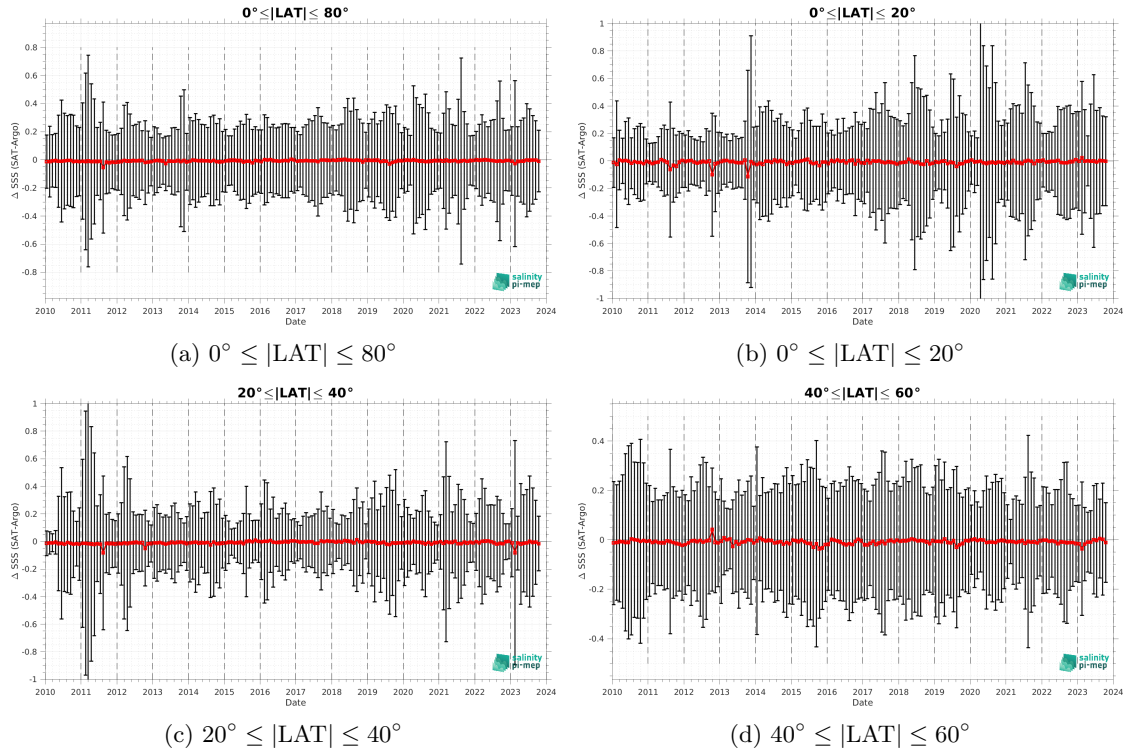 0°≤|LAT|≤ 80°
Δ SSS (SAT-Argo)
0.8
0.6
0.4
0.2
0
-0.2
-0.4
-0.6
-0.8
2010 2011 2012 2013 2014 2015 2016 2017 2018 2019 2020 2021 2022 2023 2024
Date
salinity
pi-mep
(a) 0° ≤ |LAT| ≤ 80°
0°≤|LAT|≤ 20°
Δ SSS (SAT-Argo)
1
0.8
0.6
0.4
0.2
0
-0.2
-0.4
-0.6
-0.8
-1
2010 2011 2012 2013 2014 2015 2016 2017 2018 2019 2020 2021 2022 2023 2024
Date
salinity
pi-mep
(b) 0° ≤ |LAT| ≤ 20°
20°≤|LAT|≤ 40°
Δ SSS (SAT-Argo)
1
0.8
0.6
0.4
0.2
0
-0.2
-0.4
-0.6
-0.8
-1
2010 2011 2012 2013 2014 2015 2016 2017 2018 2019 2020 2021 2022 2023 2024
Date
salinity
pi-mep
(c) 20° ≤ |LAT| ≤ 40°
40°≤|LAT|≤ 60°
Δ SSS (SAT-Argo)
0.4
0.2
0
-0.2
-0.4
2010 2011 2012 2013 2014 2015 2016 2017 2018 2019 2020 2021 2022 2023 2024
Date
salinity
pi-mep
(d) 40° ≤ |LAT| ≤ 60°